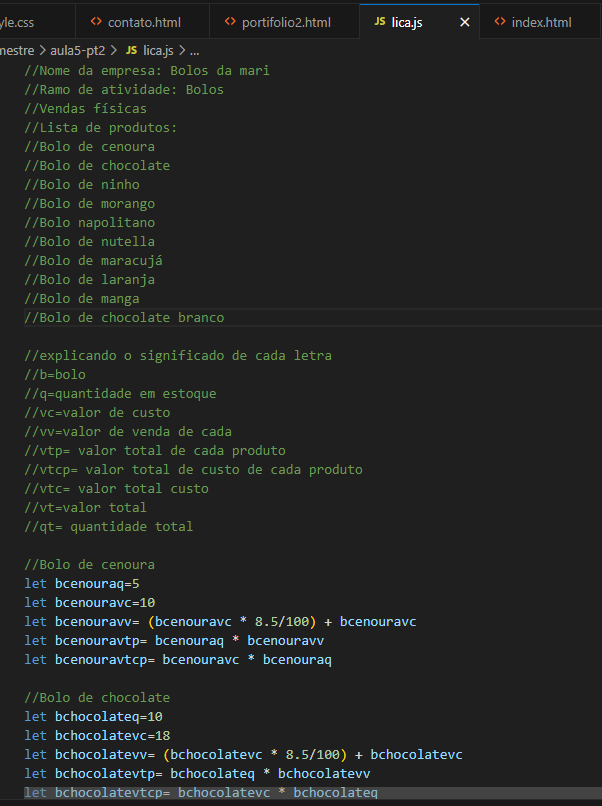 yle.css <> contato.html <> portifolio2.html JS lica.js × <> index.html
mestre > aula5-pt2 > JS lica.js > ...
//Nome da empresa: Bolos da mari
//Ramo de atividade: Bolos
//Vendas físicas
//Lista de produtos:
//Bolo de cenoura
//Bolo de chocolate
//Bolo de ninho
//Bolo de morango
//Bolo napolitano
//Bolo de nutella
//Bolo de maracujá
//Bolo de laranja
//Bolo de manga
//Bolo de chocolate branco
//explicando o significado de cada letra
//b=bolo
//q=quantidade em estoque
//vc=valor de custo
//vv=valor de venda de cada
//vtp= valor total de cada produto
//vtcp= valor total de custo de cada produto
//vtc= valor total custo
//vt=valor total
//qt= quantidade total
//Bolo de cenoura
let bcenouraq=5
let bcenouravc=10
let bcenouravv= (bcenouravc * 8.5/100) + bcenouravc
let bcenouravtp= bcenouraq * bcenouravv
let bcenouravtcp= bcenouravc * bcenouraq
//Bolo de chocolate
let bchocolateq=10
let bchocolatevc=18
let bchocolatevv= (bchocolatevc * 8.5/100) + bchocolatevc
let bchocolatevtp= bchocolateq * bchocolatevv
let bchocolatevtcp= bchocolatevc * bchocolateq